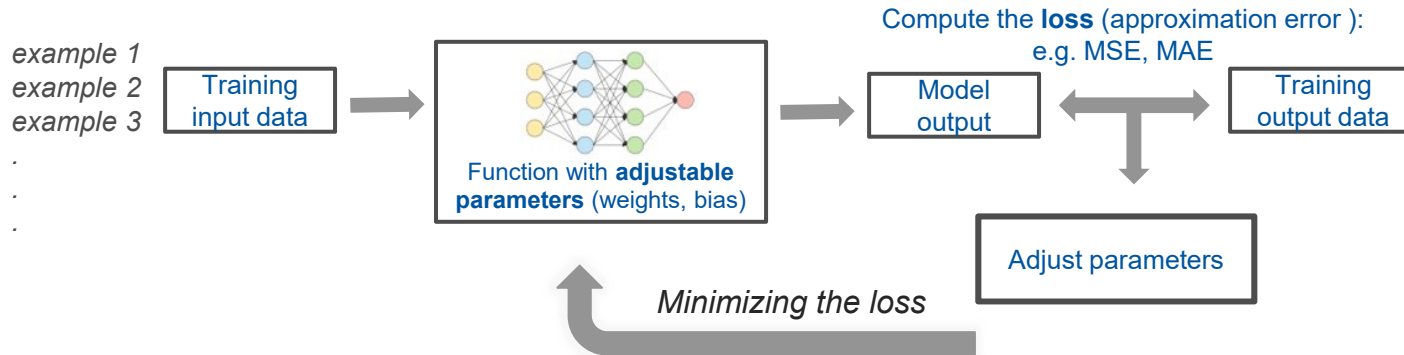 example 1
example 2
example 3
.
.
.
Training
input data
Function with adjustable
parameters (weights, bias)
Model
output
Compute the loss (approximation error ):
e.g. MSE, MAE
Training
output data
Adjust parameters
Minimizing the loss